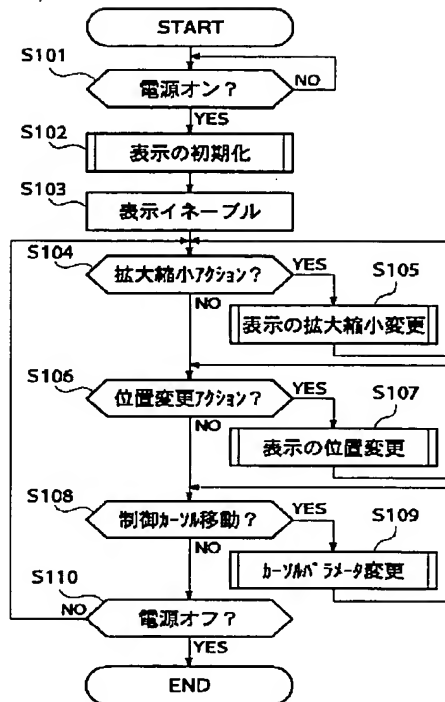 START
S101
電源オン?
NO
YES
S102
表示の初期化
S103
表示イネーブル
S104
拡大縮小アクション?
YES
NO
S105
表示の拡大縮小変更
S106
位置変更アクション?
YES
NO
S107
表示の位置変更
S108
制御カーソル移動?
YES
NO
S109
カーソルパラメータ変更
S110
NO
電源オフ?
YES
END